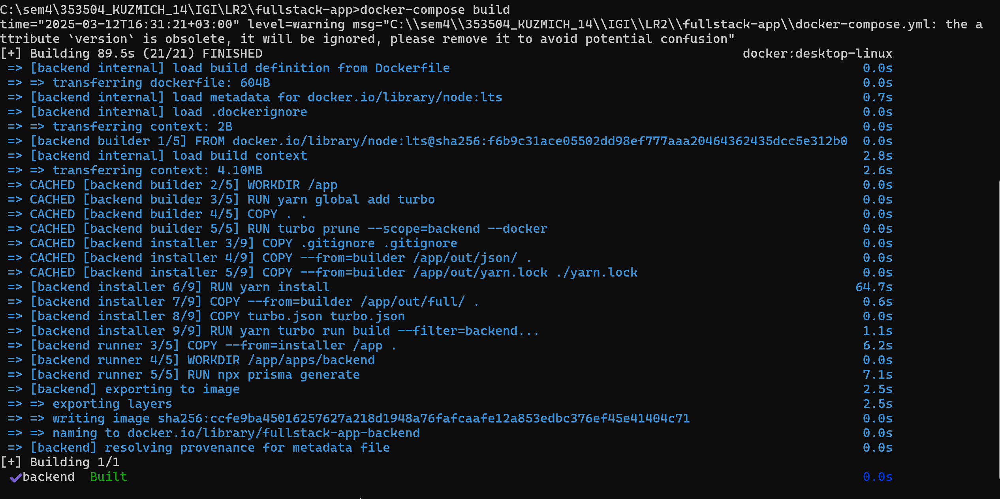 C:\sem4\353504_KUZMICH_14\IGI\LR2\fullstack-app>docker-compose build
time="2025-03-12T16:31:21+03:00" level=warning msg="C:\\sem4\\353504_KUZMICH_14\\IGI\\LR2\\fullstack-app\\docker-compose.yml: the a
ttribute `version` is obsolete, it will be ignored, please remove it to avoid potential confusion"
[+] Building 89.5s (21/21) FINISHED docker:desktop-linux
=> [backend internal] load build definition from Dockerfile 0.0s
=> => transferring dockerfile: 604B 0.0s
=> [backend internal] load metadata for docker.io/library/node:lts 0.7s
=> [backend internal] load .dockerignore 0.0s
=> => transferring context: 2B 0.0s
=> [backend builder 1/5] FROM docker.io/library/node:lts@sha256:f6b9c31ace05502dd98ef777aaa20464362435dcc5e312b0 0.0s
=> [backend internal] load build context 2.8s
=> => transferring context: 4.10MB 2.6s
=> CACHED [backend builder 2/5] WORKDIR /app 0.0s
=> CACHED [backend builder 3/5] RUN yarn global add turbo 0.0s
=> CACHED [backend builder 4/5] COPY . . 0.0s
=> CACHED [backend builder 5/5] RUN turbo prune --scope=backend --docker 0.0s
=> CACHED [backend installer 3/9] COPY .gitignore .gitignore 0.0s
=> CACHED [backend installer 4/9] COPY --from=builder /app/out/json/ . 0.0s
=> CACHED [backend installer 5/9] COPY --from=builder /app/out/yarn.lock ./yarn.lock 0.0s
=> [backend installer 6/9] RUN yarn install 64.7s
=> [backend installer 7/9] COPY --from=builder /app/out/full/ . 0.6s
=> [backend installer 8/9] COPY turbo.json turbo.json 0.0s
=> [backend installer 9/9] RUN yarn turbo run build --filter=backend... 1.1s
=> [backend runner 3/5] COPY --from=installer /app . 6.2s
=> [backend runner 4/5] WORKDIR /app/apps/backend 0.0s
=> [backend runner 5/5] RUN npx prisma generate 7.1s
=> [backend] exporting to image 2.5s
=> => exporting layers 2.5s
=> => writing image sha256:ccfe9ba45016257627a218d1948a76fafcaafe12a853edbc376ef45e41404c71 0.0s
=> => naming to docker.io/library/fullstack-app-backend 0.0s
=> [backend] resolving provenance for metadata file 0.0s
[+] Building 1/1
✔backend Built 0.0s